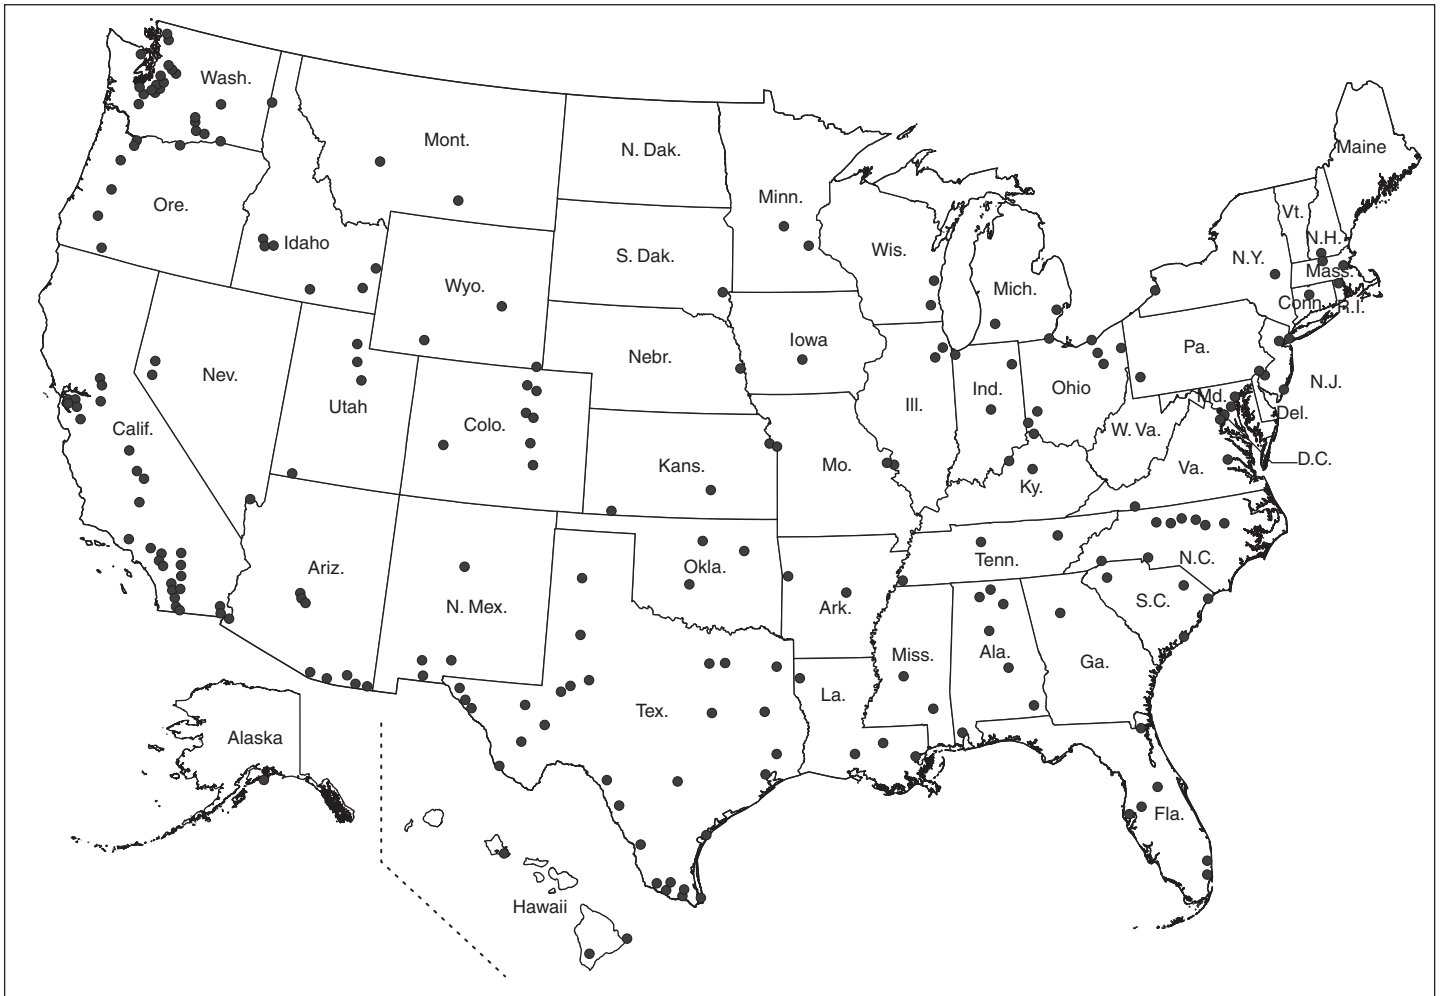 Wash.
Mont.
N. Dak.
Minn.
Maine
Ore.
Idaho
S. Dak.
Wis.
Vt.
N.H.
N.Y.
Mass.
Wyo.
Mich.
Conn.
R.I.
Nev.
Utah
Nebr.
Iowa
Pa.
Calif.
Colo.
Ill.
Ind.
Ohio
Md.
N.J.
Del.
W. Va.
Kans.
Mo.
Ky.
Va.
D.C.
Ariz.
N. Mex.
Okla.
Ark.
Tenn.
N.C.
S.C.
Miss.
Ala.
Ga.
Tex.
La.
Alaska
Fla.
Hawaii